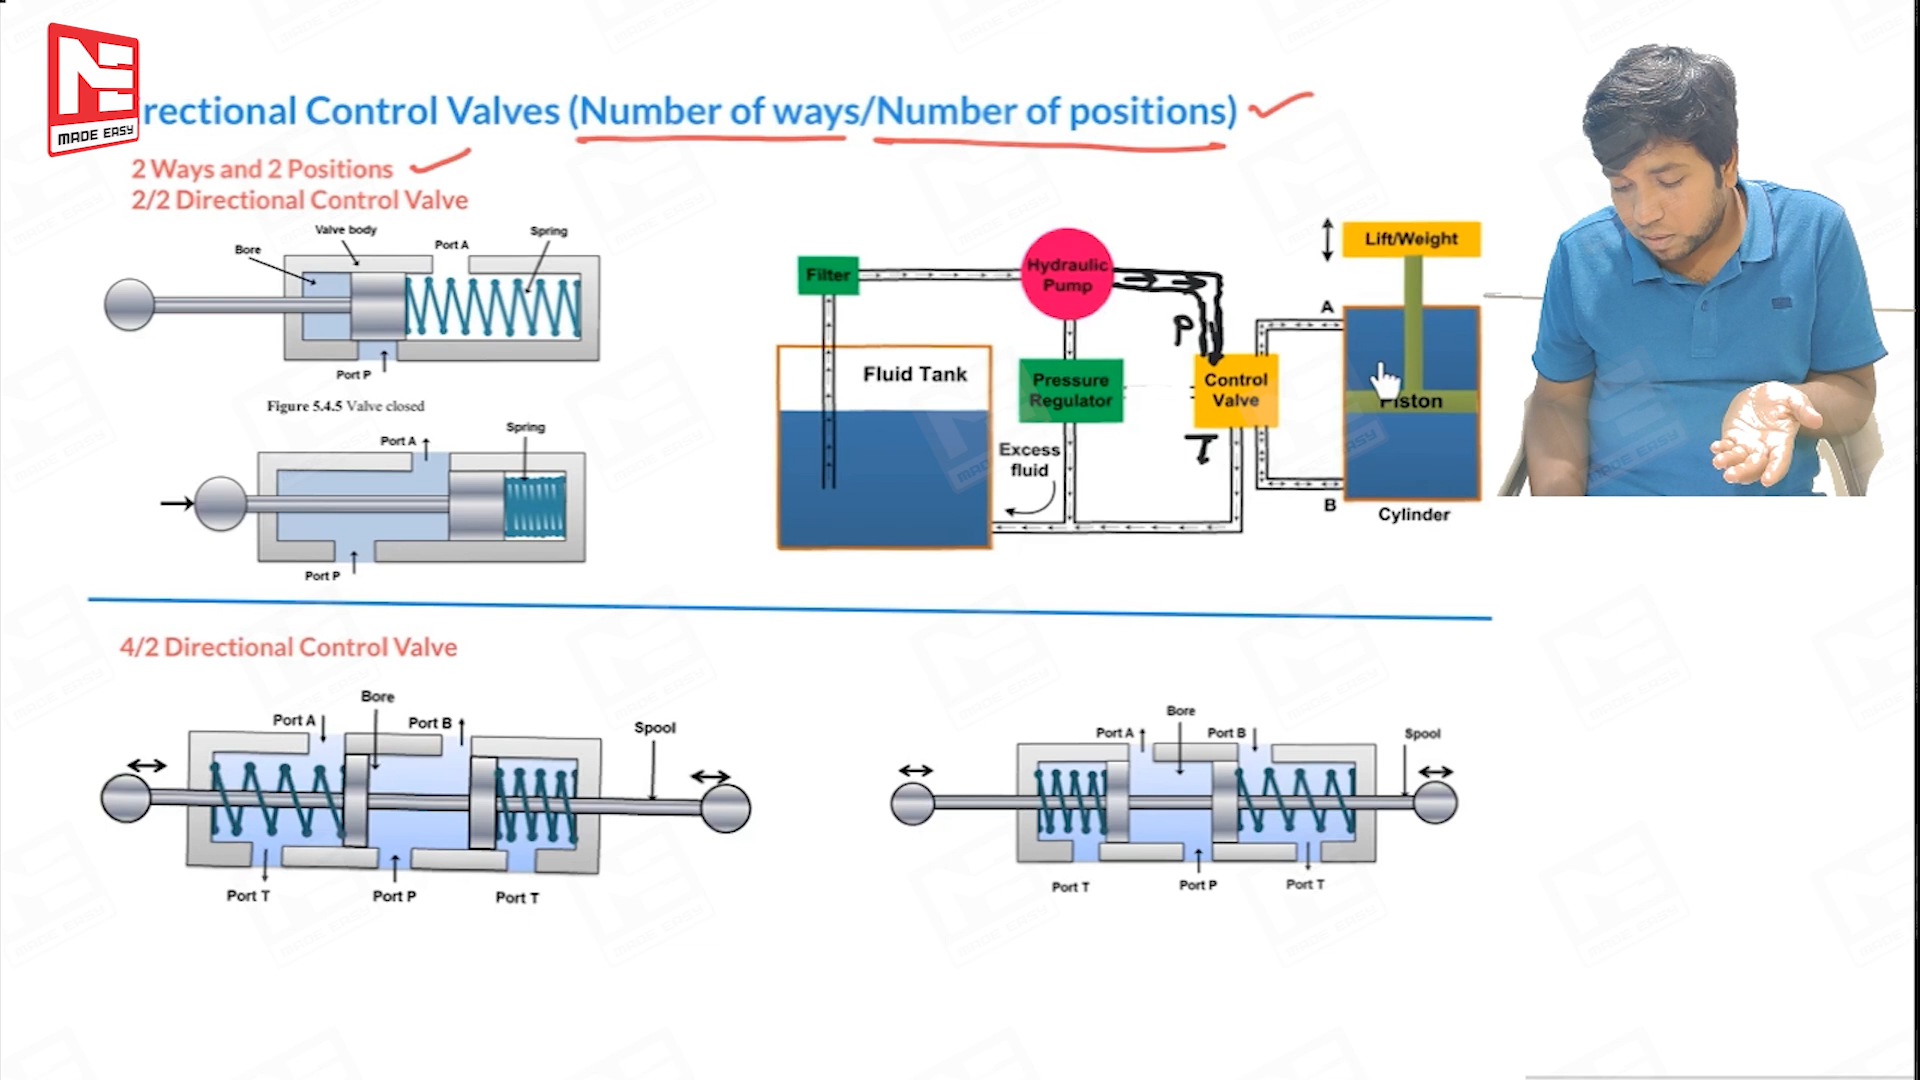 MADE EASY
rectional Control Valves (Number of ways/Number of positions)
2 Ways and 2 Positions
2/2 Directional Control Valve
Valve body
Bore
Port A
Spring
Port P
Figure 5.4.5 Valve closed
Port A
Spring
Port P
Filter
Hydraulic
Pump
P
Fluid Tank
Pressure
Regulator
Control
Valve
T
Excess
fluid
Lift/Weight
A
Piston
B
Cylinder
4/2 Directional Control Valve
Bore
Port A
Port B
Spool
Port T
Port P
Port T
Bore
Port A
Port B
Spool
Port T
Port P
Port T